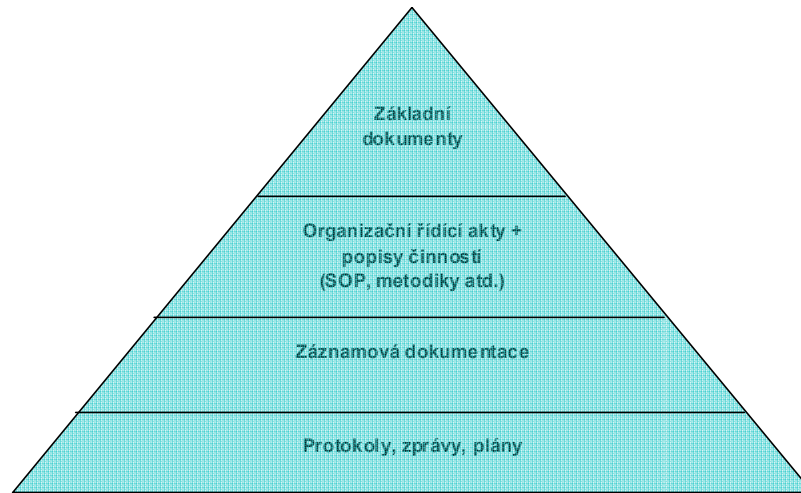 Základní
dokumenty
Organizační řídící akty +
popisy činností
(SOP, metodiky atd.)
Záznamová dokumentace
Protokoly, zprávy, plány